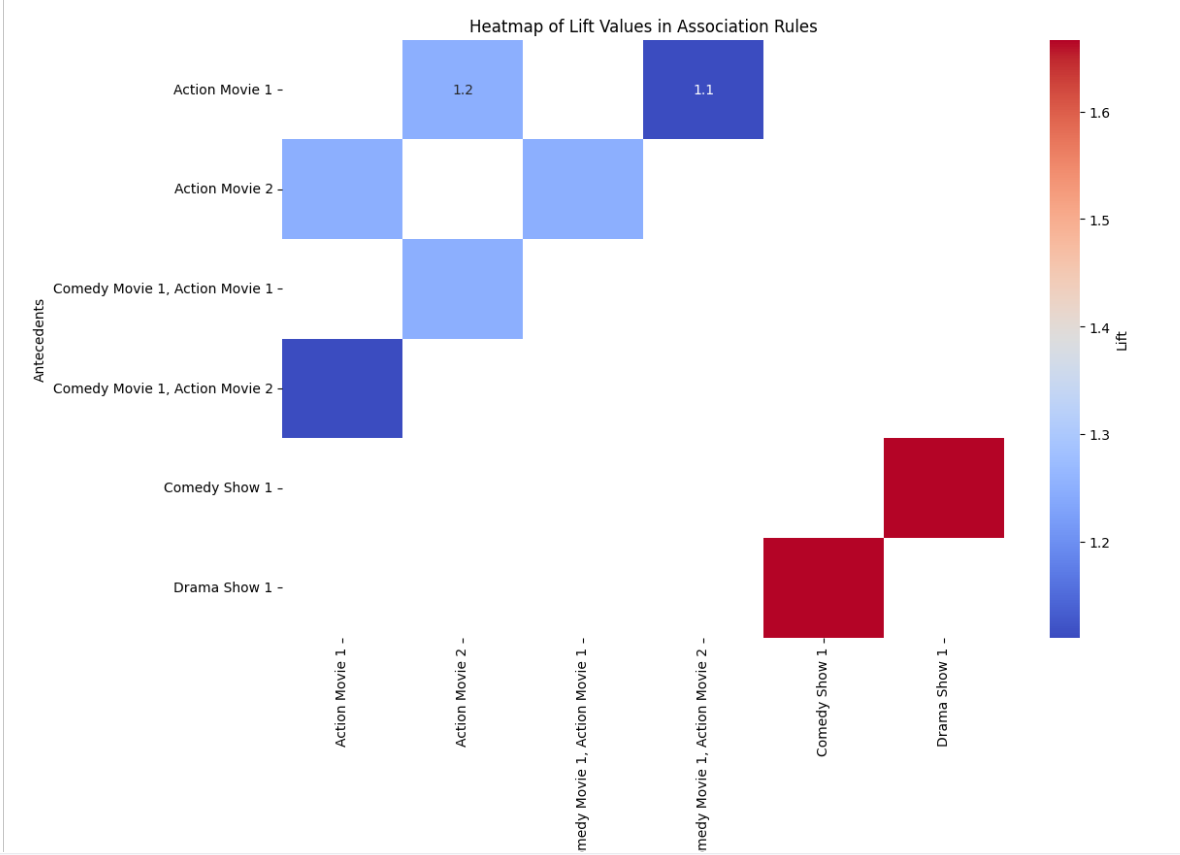 Heatmap of Lift Values in Association Rules
Action Movie 1
1.2
1.1
Action Movie 2
Comedy Movie 1, Action Movie 1
Comedy Movie 1, Action Movie 2
Comedy Show 1
Drama Show 1
Antecedents
Action Movie 1
Action Movie 2
medy Movie 1, Action Movie 1
medy Movie 1, Action Movie 2
Comedy Show 1
Drama Show 1
1.6
1.5
1.4
1.3
1.2
Lift